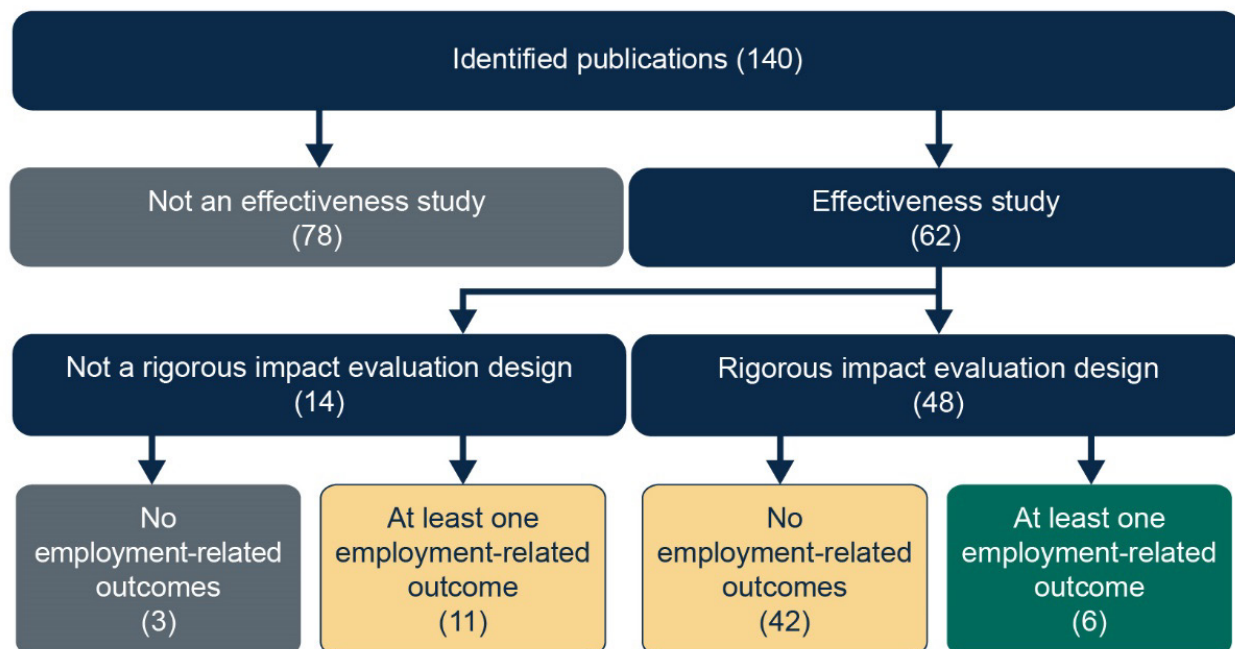 Identified publications (140)
Not an effectiveness study
(78)
Effectiveness study
(62)
Not a rigorous impact evaluation design
(14)
Rigorous impact evaluation design
(48)
No
employment-related
outcomes
(3)
At least one
employment-related
outcome
(11)
No
employment-related
outcomes
(42)
At least one
employment-related
outcome
(6)